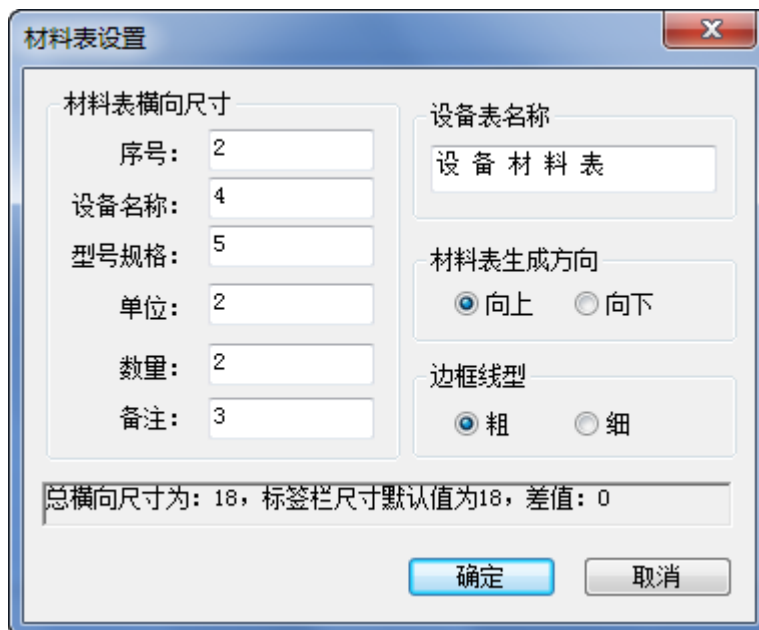 材料表设置
材料表横向尺寸
序号: 2
设备名称: 4
型号规格: 5
单位: 2
数量: 2
备注: 3
设备表名称
设 备 材 料 表
材料表生成方向
向上 向下
边框线型
粗 细
总横向尺寸为: 18, 标签栏尺寸默认值为18, 差值: 0
确定 取消